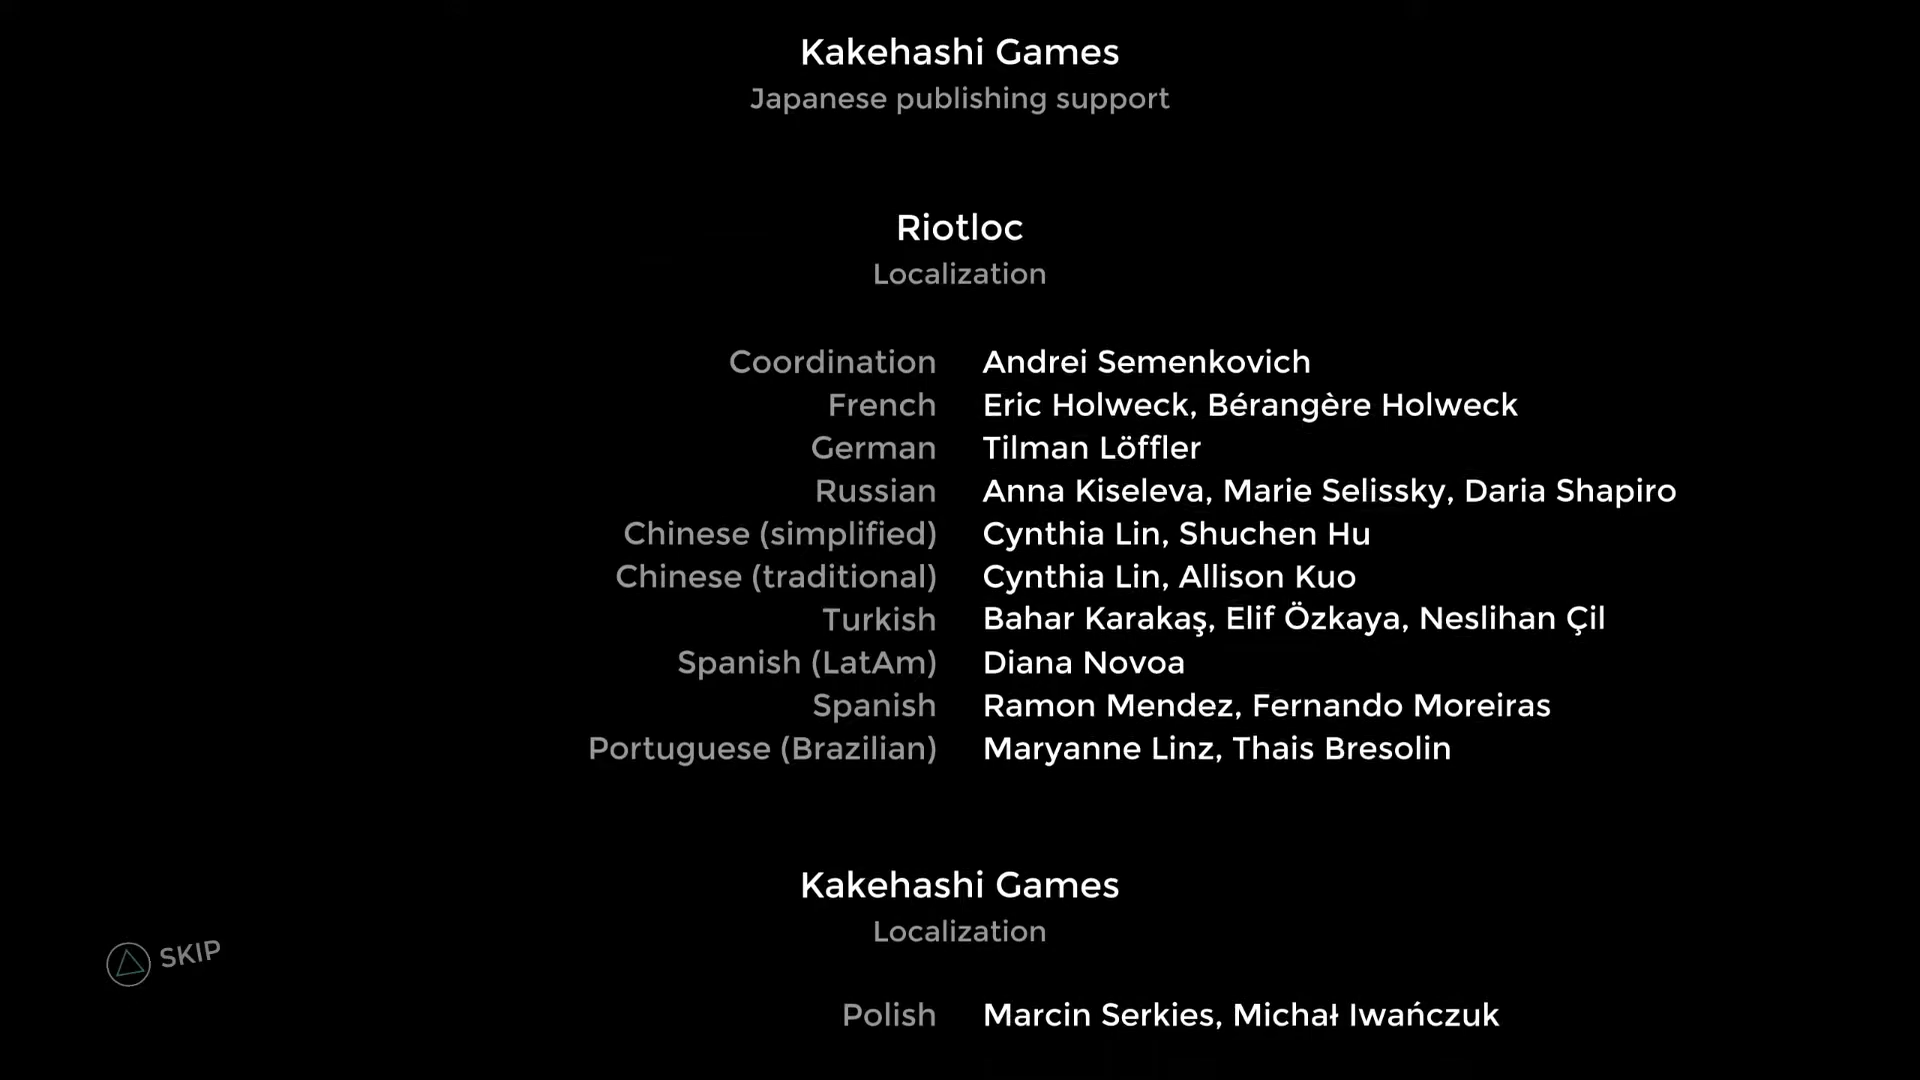 Kakehashi Games
Japanese publishing support
Riotloc
Localization
Coordination Andrei Semenkovich
French Eric Holweck, Bérangère Holweck
German Tilman Löffler
Russian Anna Kiseleva, Marie Selissky, Daria Shapiro
Chinese (simplified) Cynthia Lin, Shuchen Hu
Chinese (traditional) Cynthia Lin, Allison Kuo
Turkish Bahar Karakaş, Elif Özkaya, Neslihan Çil
Spanish (LatAm) Diana Novoa
Spanish Ramon Mendez, Fernando Moreiras
Portuguese (Brazilian) Maryanne Linz, Thais Bresolin
Kakehashi Games
Localization
SKIP
Polish Marcin Serkies, Michał Iwańczuk